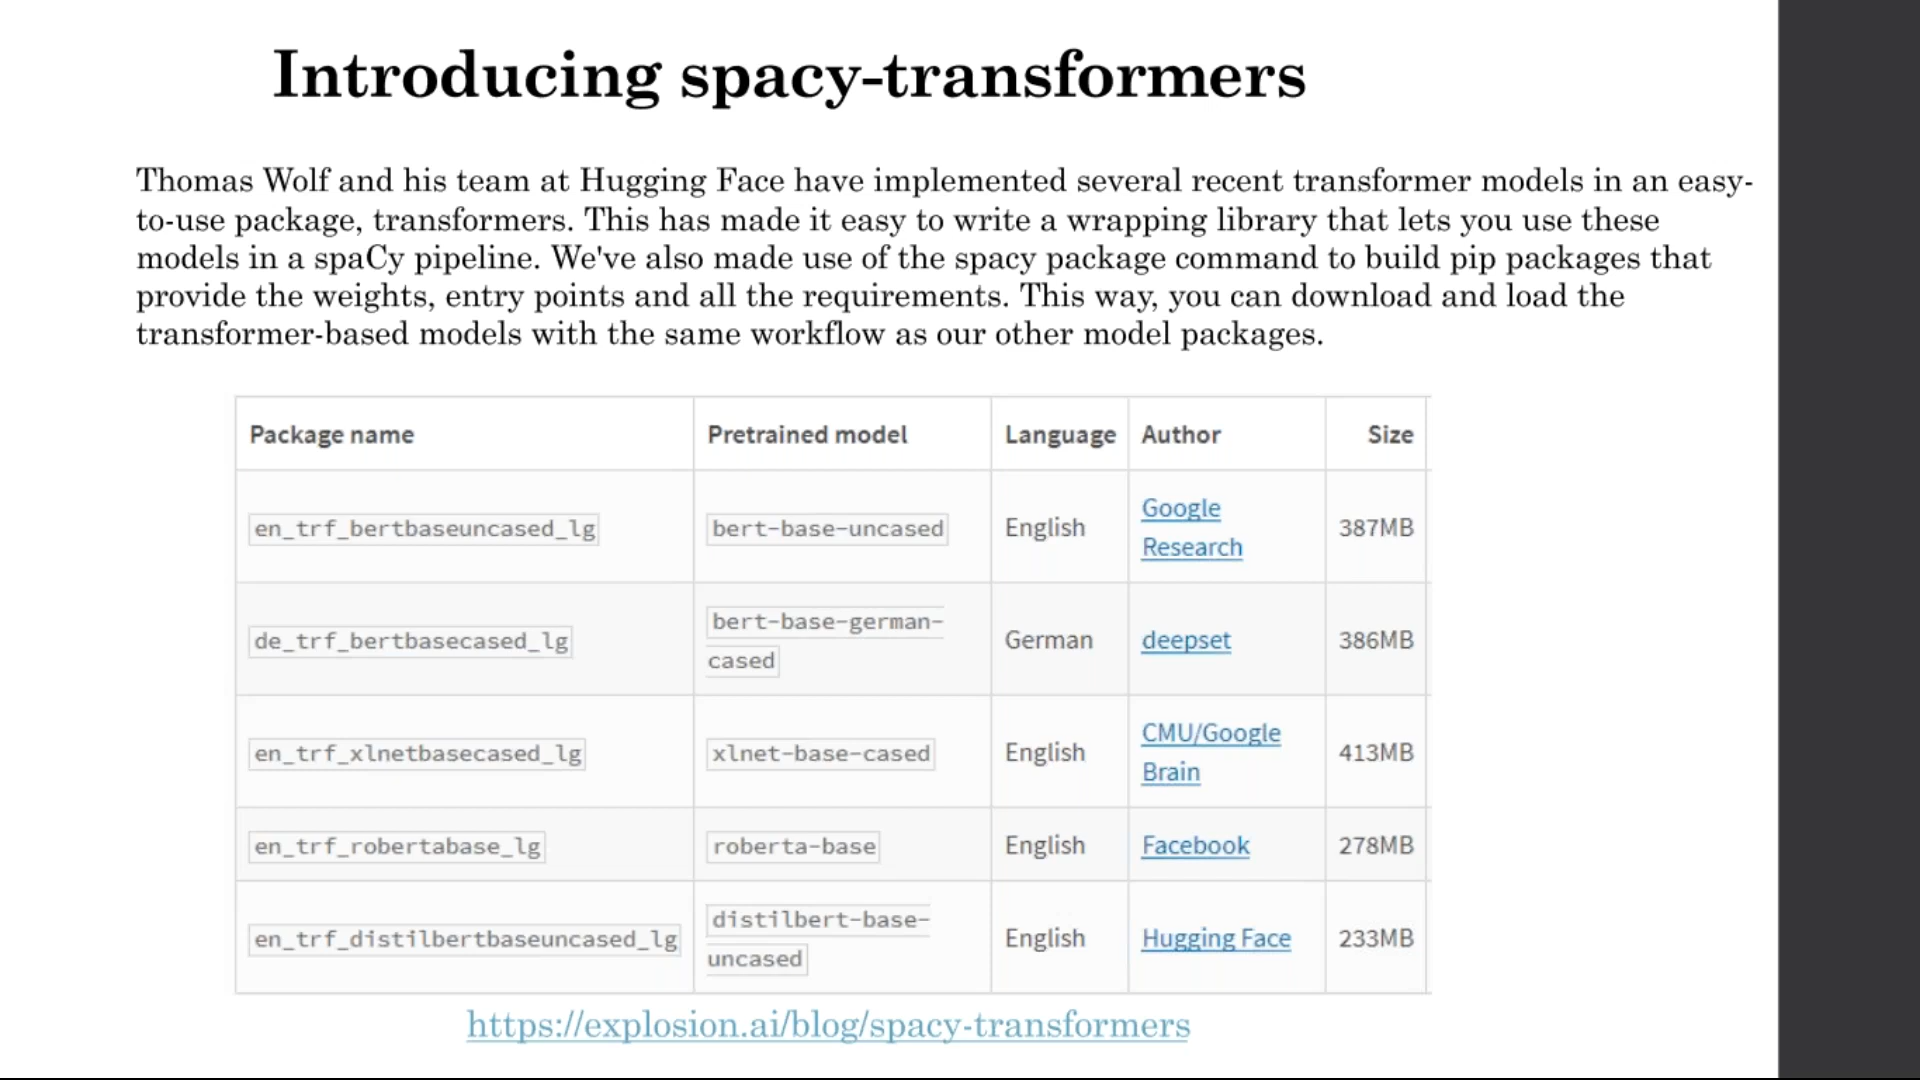 Introducing spacy-transformers
Thomas Wolf and his team at Hugging Face have implemented several recent transformer models in an easy-
to-use package, transformers. This has made it easy to write a wrapping library that lets you use these
models in a spaCy pipeline. We've also made use of the spacy package command to build pip packages that
provide the weights, entry points and all the requirements. This way, you can download and load the
transformer-based models with the same workflow as our other model packages.
Package name Pretrained model Language Author Size
en_trf_bertbaseuncased_lg bert-base-uncased English Google Research 387MB
de_trf_bertbasecased_lg bert-base-german-cased German deepset 386MB
en_trf_xlnetbasecased_lg xlnet-base-cased English CMU/Google Brain 413MB
en_trf_robertabase_lg roberta-base English Facebook 278MB
en_trf_distilbertbaseuncased_lg distilbert-base-uncased English Hugging Face 233MB
https://explosion.ai/blog/spacy-transformers